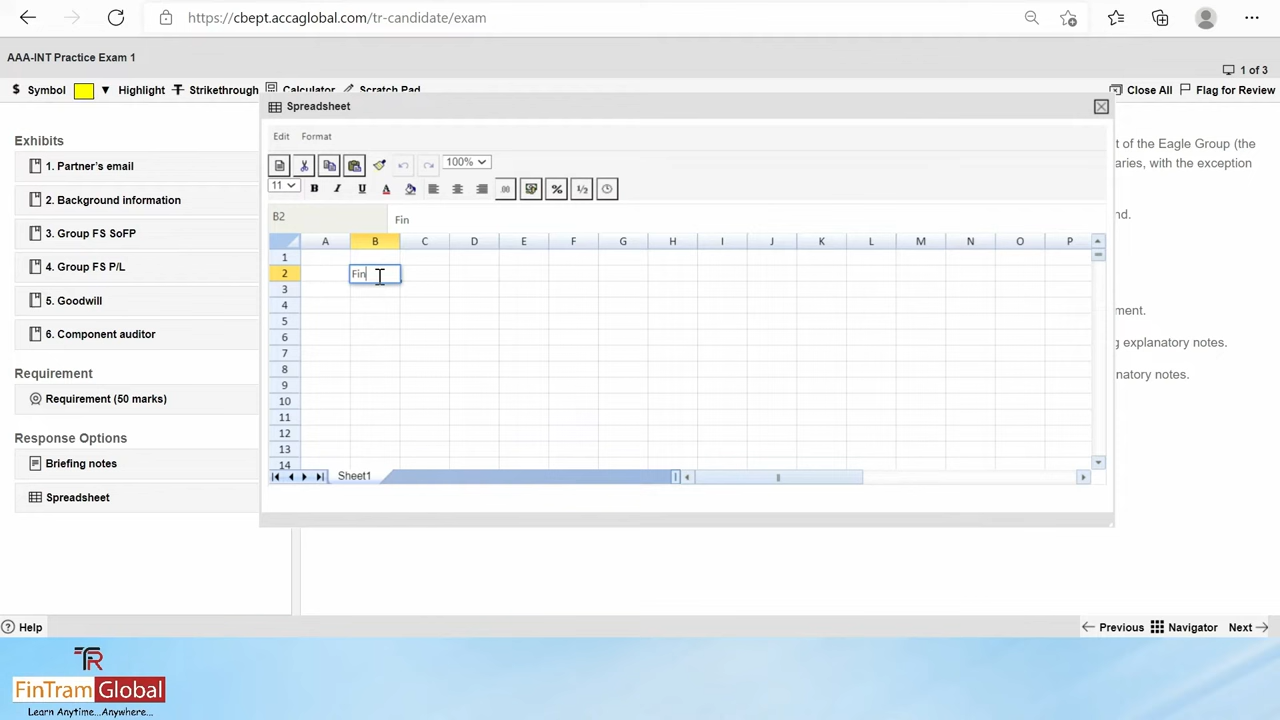 https://cbept.accaglobal.com/tr-candidate/exam
AAA-INT Practice Exam 1
1 of 3
$ Symbol Highlight Strikethrough Calculator Scratch Pad Close All Flag for Review
Spreadsheet
Edit Format
100%
11 B I U A .00 % 1/2
B2 Fin
A B C D E F G H I J K L M N O P
1
2 Fin
3
4
5
6
7
8
9
10
11
12
13
14
Sheet1
Exhibits
1. Partner's email
2. Background information
3. Group FS SoFP
4. Group FS P/L
5. Goodwill
6. Component auditor
Requirement
Requirement (50 marks)
Response Options
Briefing notes
Spreadsheet
t of the Eagle Group (the
aries, with the exception
nd.
ment.
g explanatory notes.
natory notes.
? Help
Previous Navigator Next
FinTram Global
Learn Anytime...Anywhere...